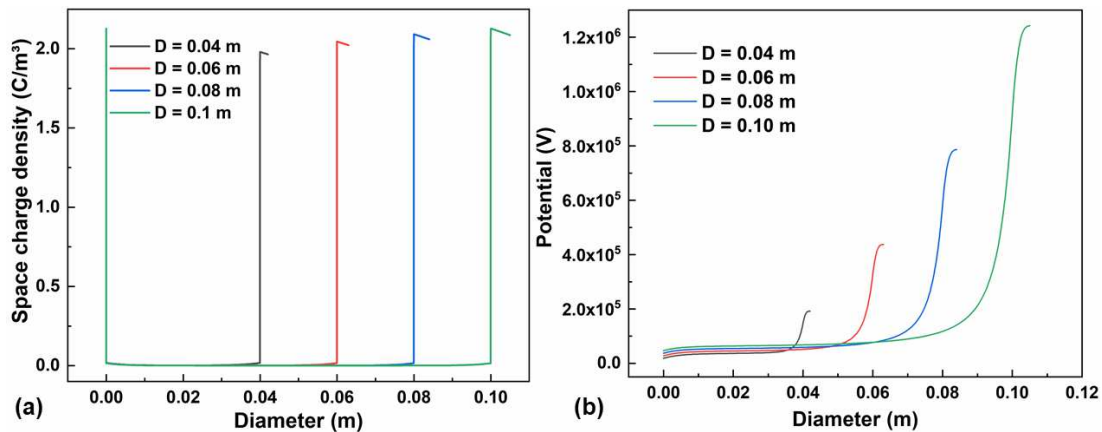 Space charge density (C/m³)
2.0
1.5
1.0
0.5
0.0
D = 0.04 m
D = 0.06 m
D = 0.08 m
D = 0.1 m
0.00 0.02 0.04 0.06 0.08 0.10
(a) Diameter (m)
Potential (V)
1.2x10⁶
1.0x10⁶
8.0x10⁵
6.0x10⁵
4.0x10⁵
2.0x10⁵
0.0
D = 0.04 m
D = 0.06 m
D = 0.08 m
D = 0.10 m
0.00 0.02 0.04 0.06 0.08 0.10 0.12
(b) Diameter (m)